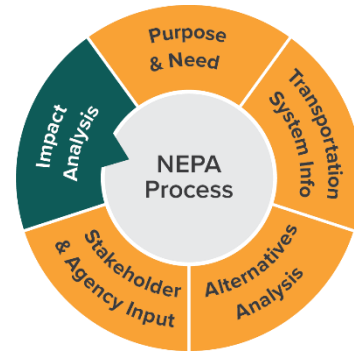 Purpose
& Need
Transportation
System Info
Alternatives
Analysis
Stakeholder
& Agency Input
Impact
Analysis
NEPA
Process